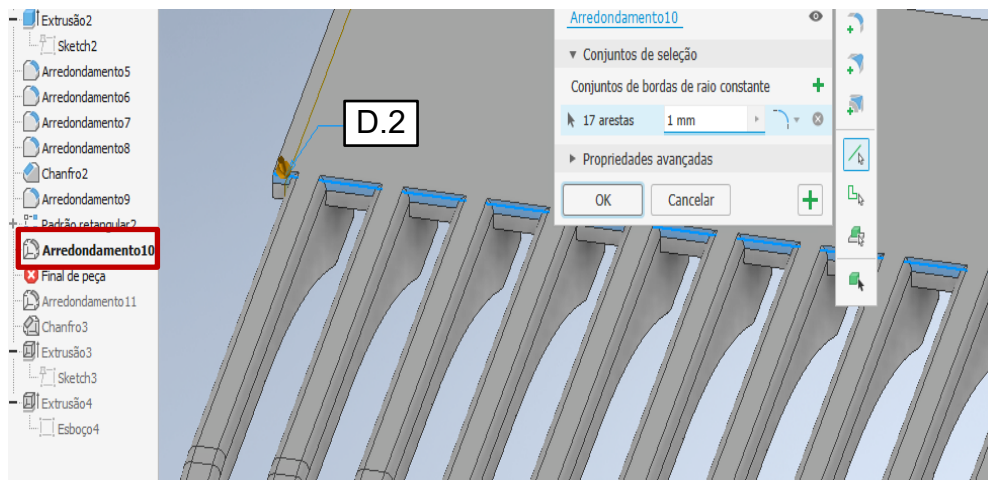 Extrusão2
Sketch2
Arredondamento5
Arredondamento6
Arredondamento7
Arredondamento8
Chanfro2
Arredondamento9
Padrão retangular2
Arredondamento10
Final de peça
Arredondamento11
Chanfro3
Extrusão3
Sketch3
Extrusão4
Esboço4
D.2
Arredondamento10
Conjuntos de seleção
Conjuntos de bordas de raio constante
17 arestas 1 mm
Propriedades avançadas
OK Cancelar